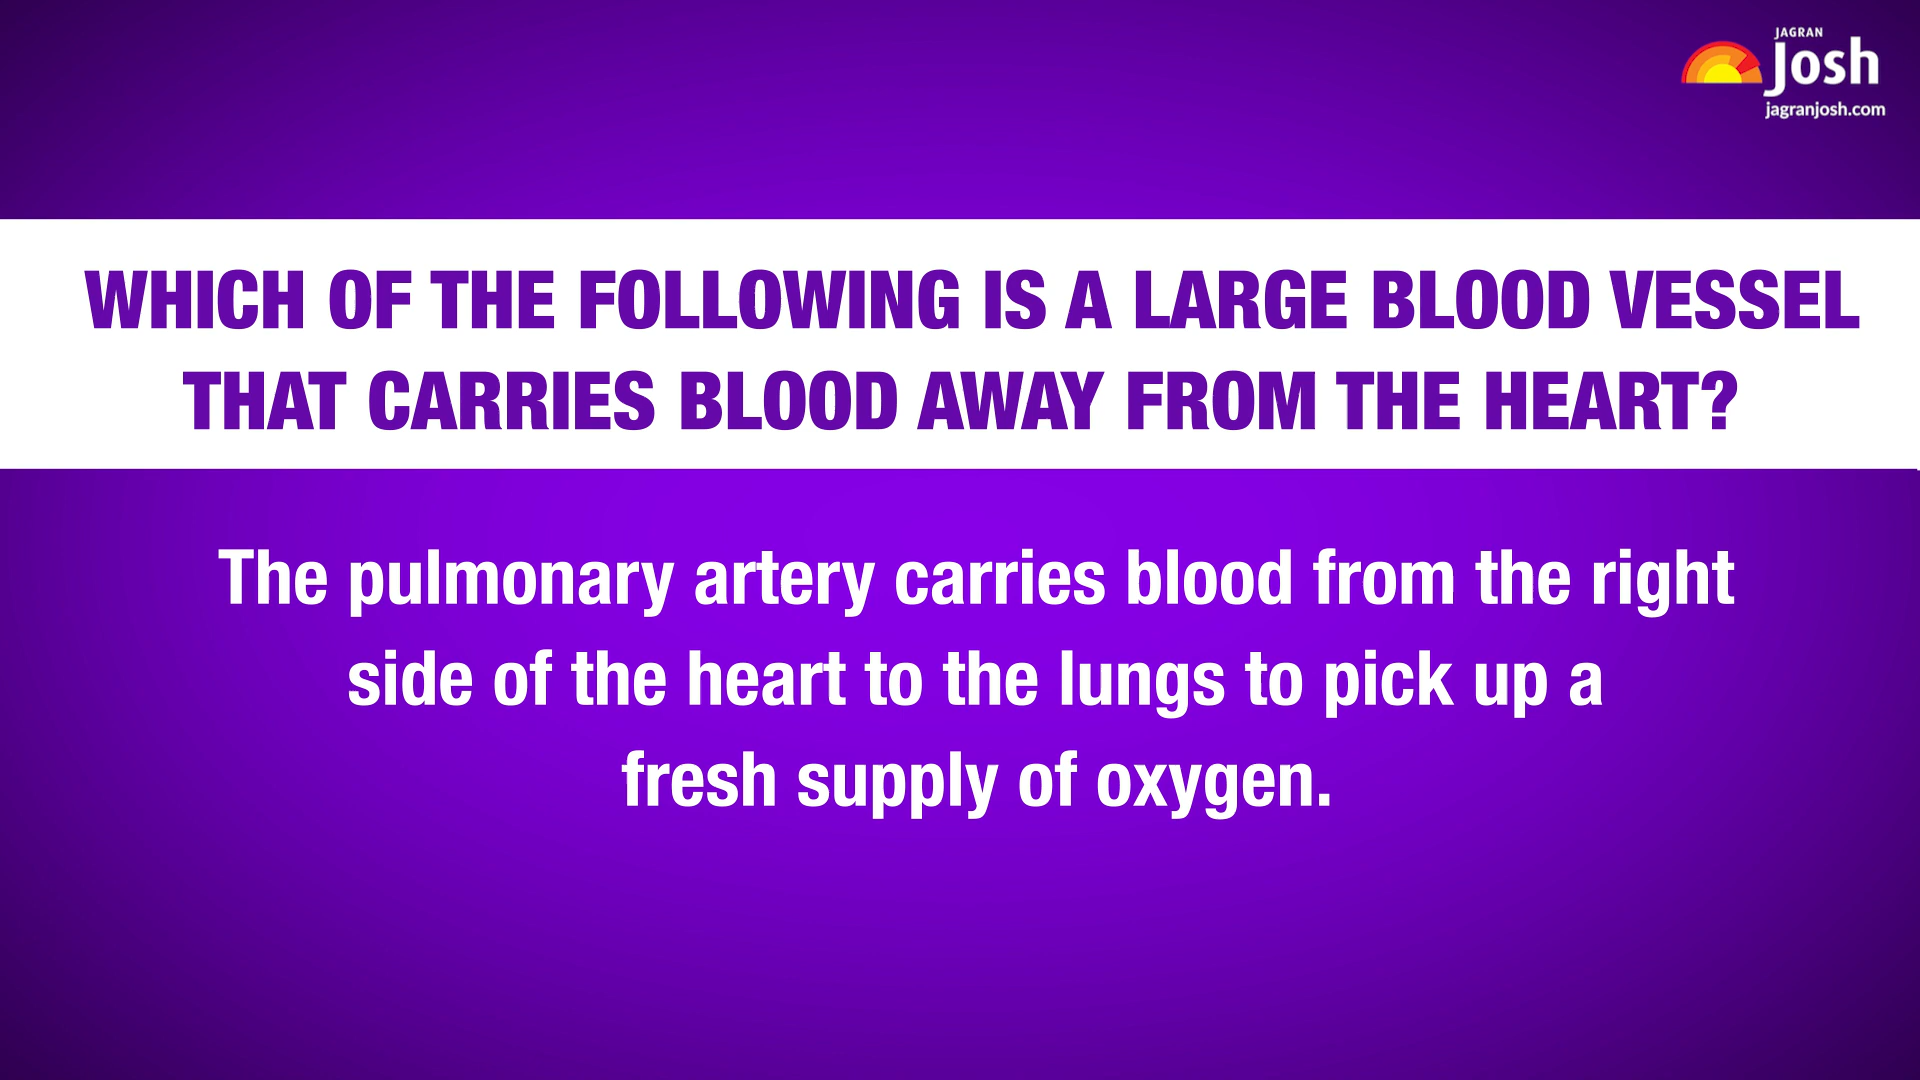 JAGRAN
Josh
jagranjosh.com
WHICH OF THE FOLLOWING IS A LARGE BLOOD VESSEL
THAT CARRIES BLOOD AWAY FROM THE HEART?
The pulmonary artery carries blood from the right
side of the heart to the lungs to pick up a
fresh supply of oxygen.